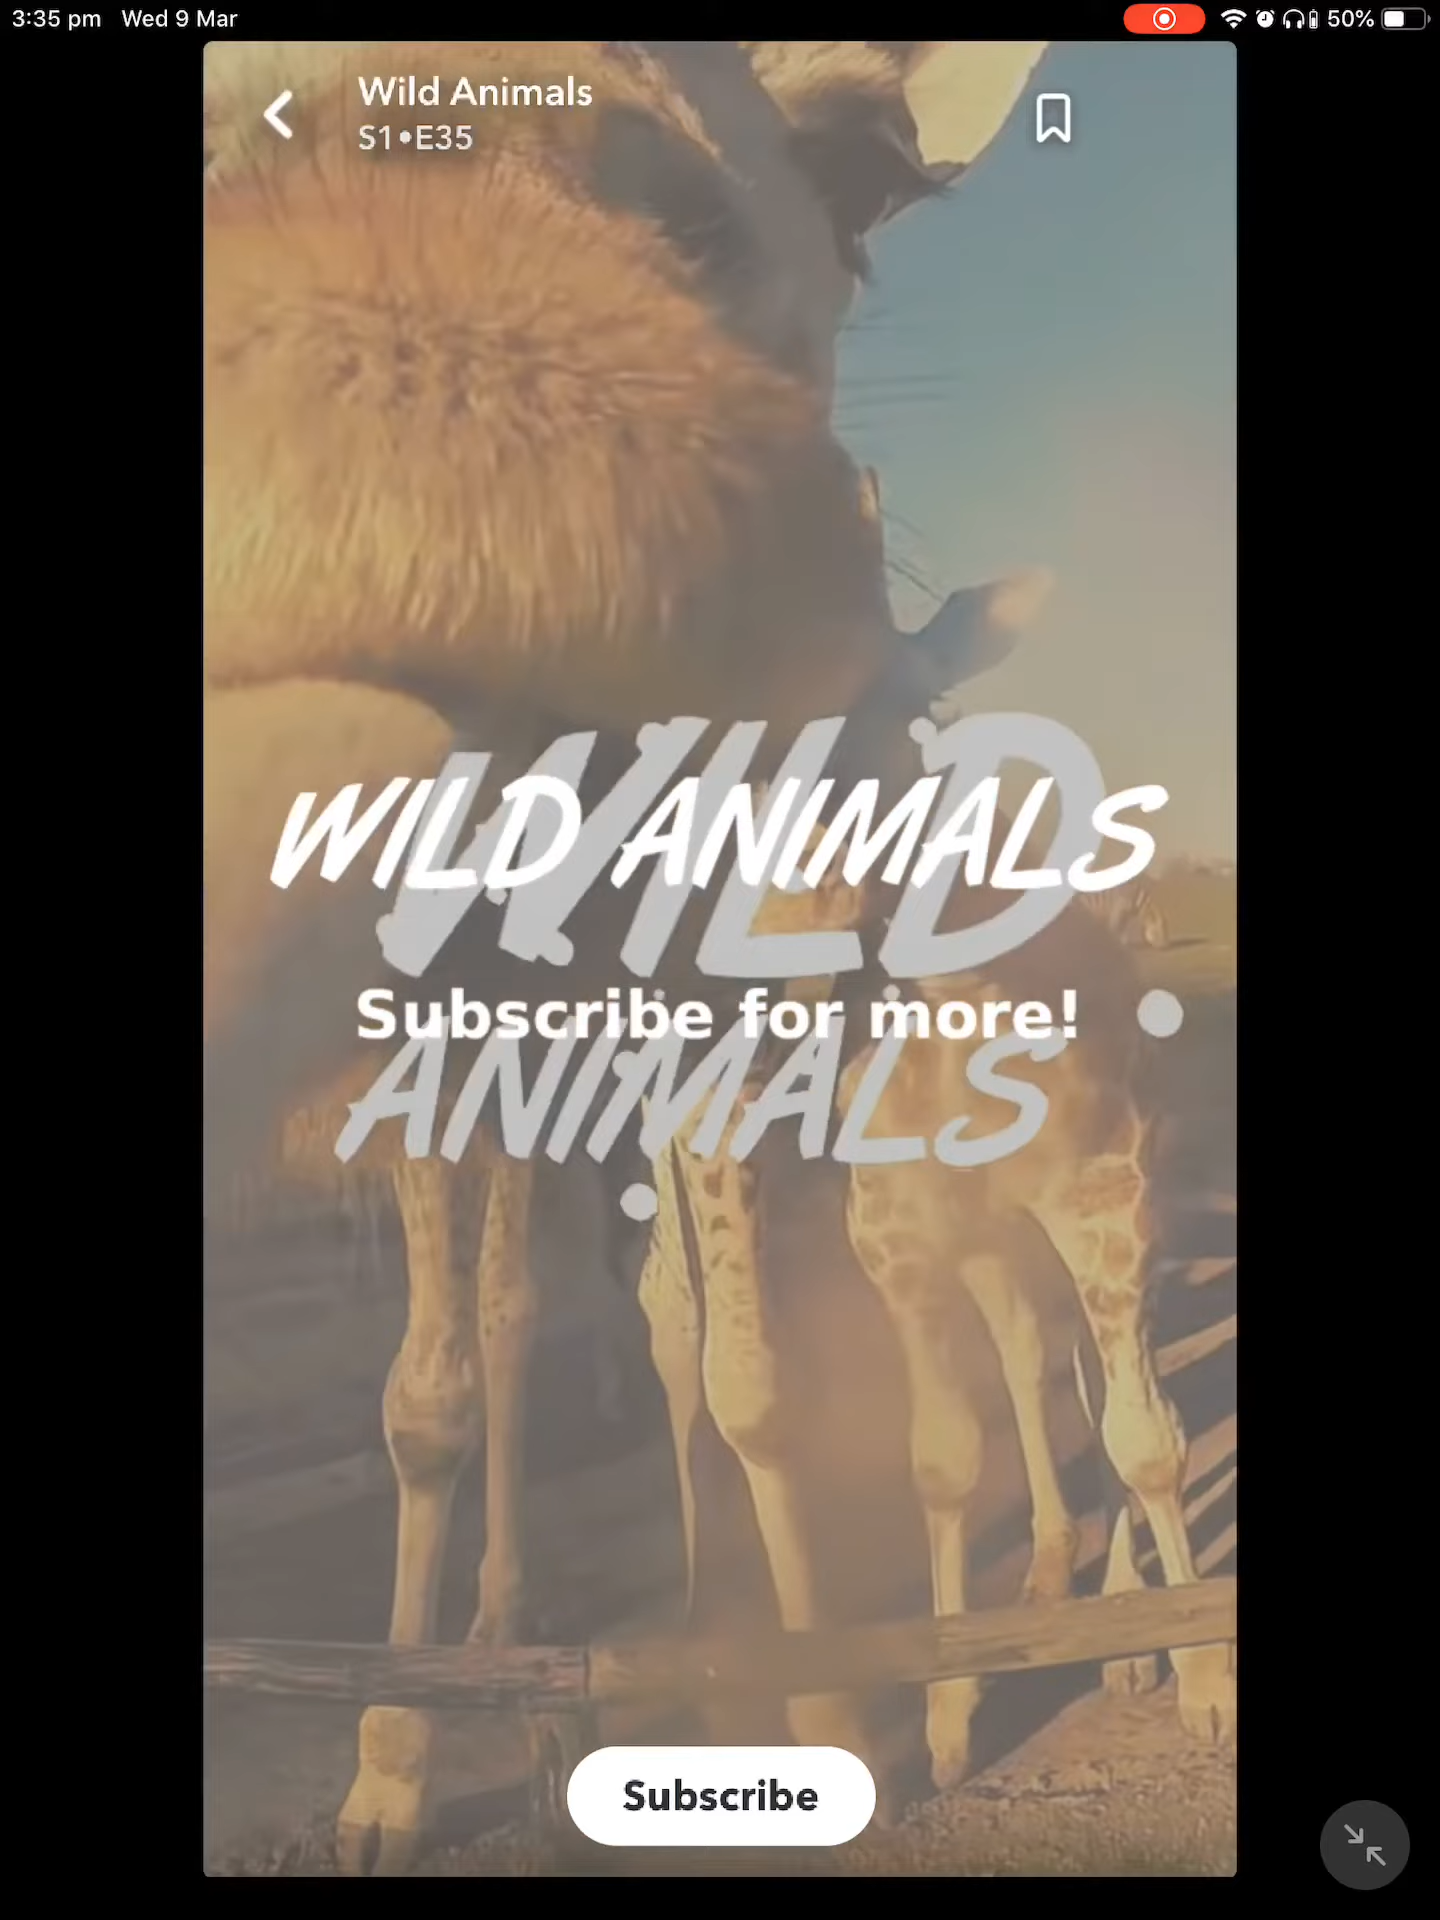 3:35 pm Wed 9 Mar
50%
Wild Animals
S1•E35
WILD ANIMALS
WILD
Subscribe for more!
ANIMALS
Subscribe